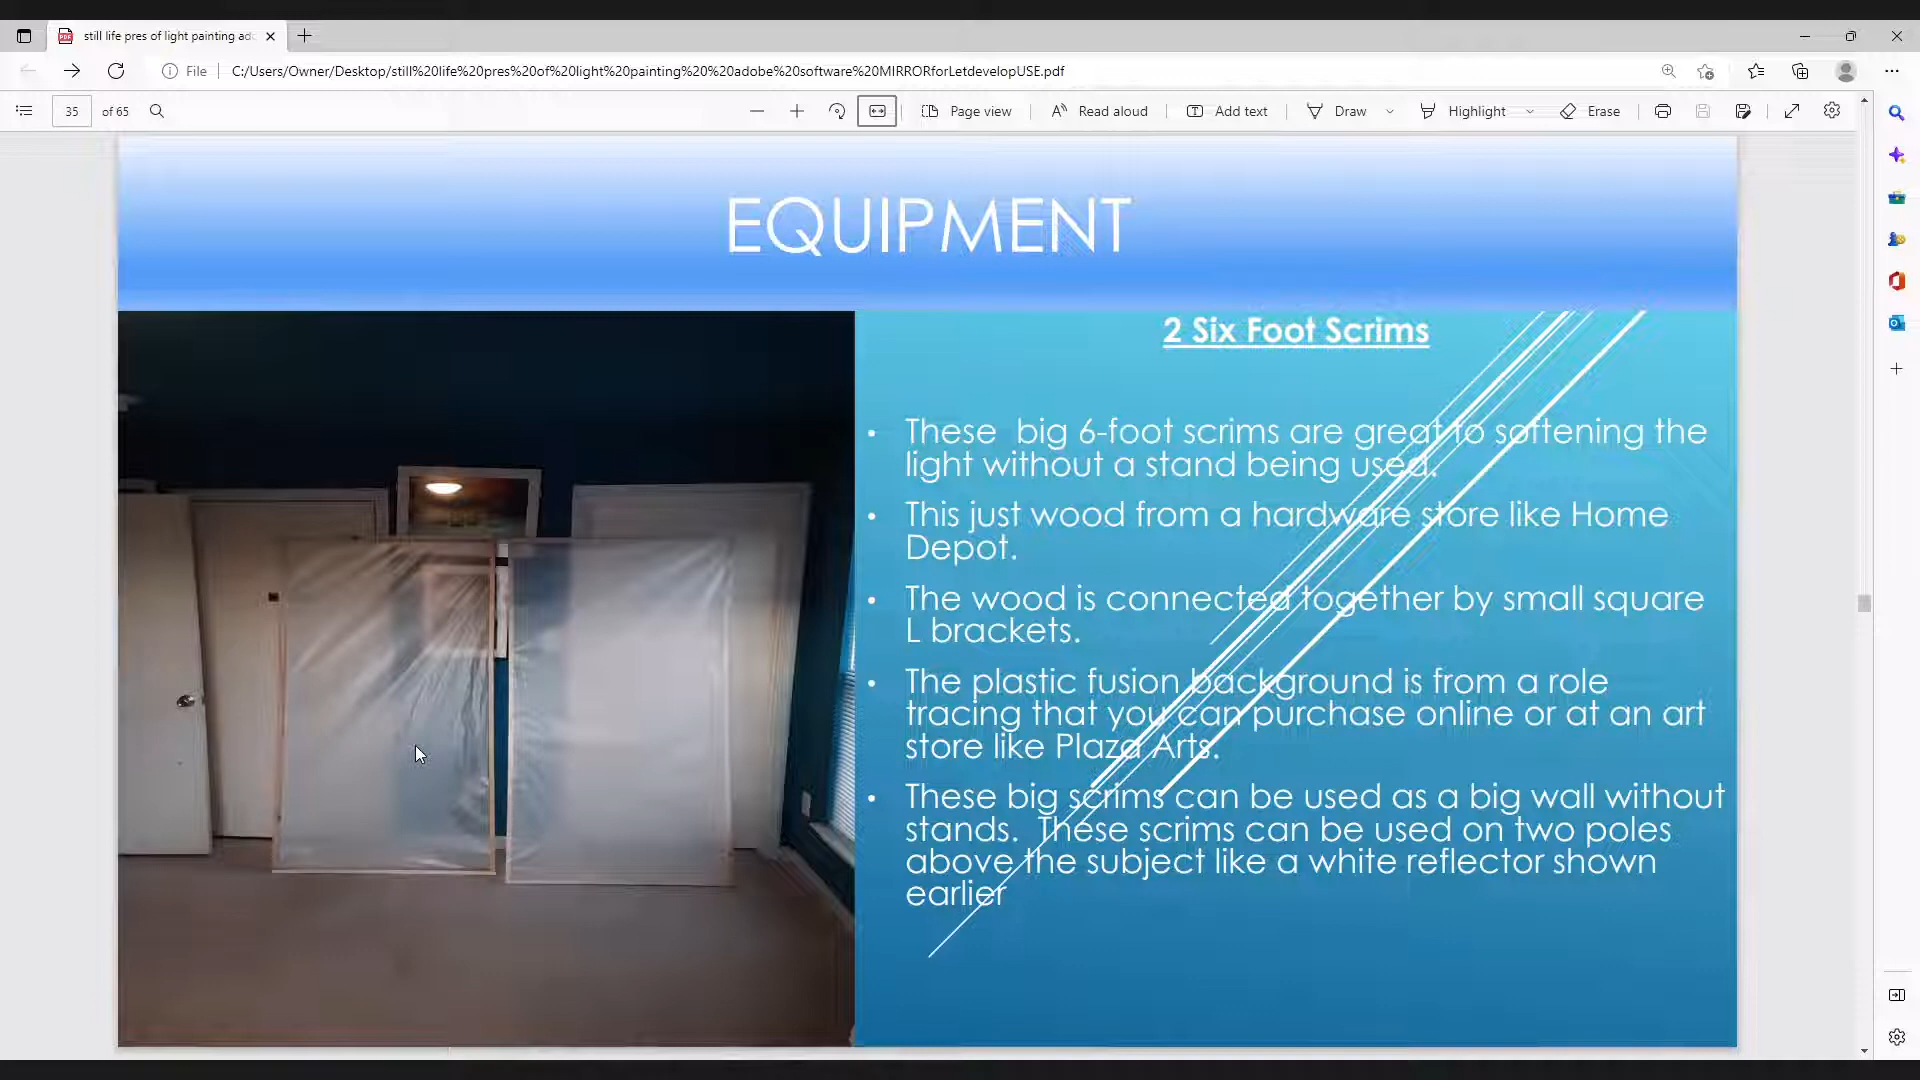 still life pres of light painting ad
File
C:/Users/Owner/Desktop/still%20life%20pres%20of%20light%20painting%20%20adobe%20software%20MIRRORforLetdevelopUSE.pdf
35 of 65
Page view
Read aloud
Add text
Draw
Highlight
Erase
EQUIPMENT
2 Six Foot Scrims
• These  big 6-foot scrims are great to softening the
light without a stand being used.
• This just wood from a hardware store like Home
Depot.
• The wood is connected together by small square
L brackets.
• The plastic fusion background is from a role
tracing that you can purchase online or at an art
store like Plaza Arts.
• These big scrims can be used as a big wall without
stands.  These scrims can be used on two poles
above the subject like a white reflector shown
earlier